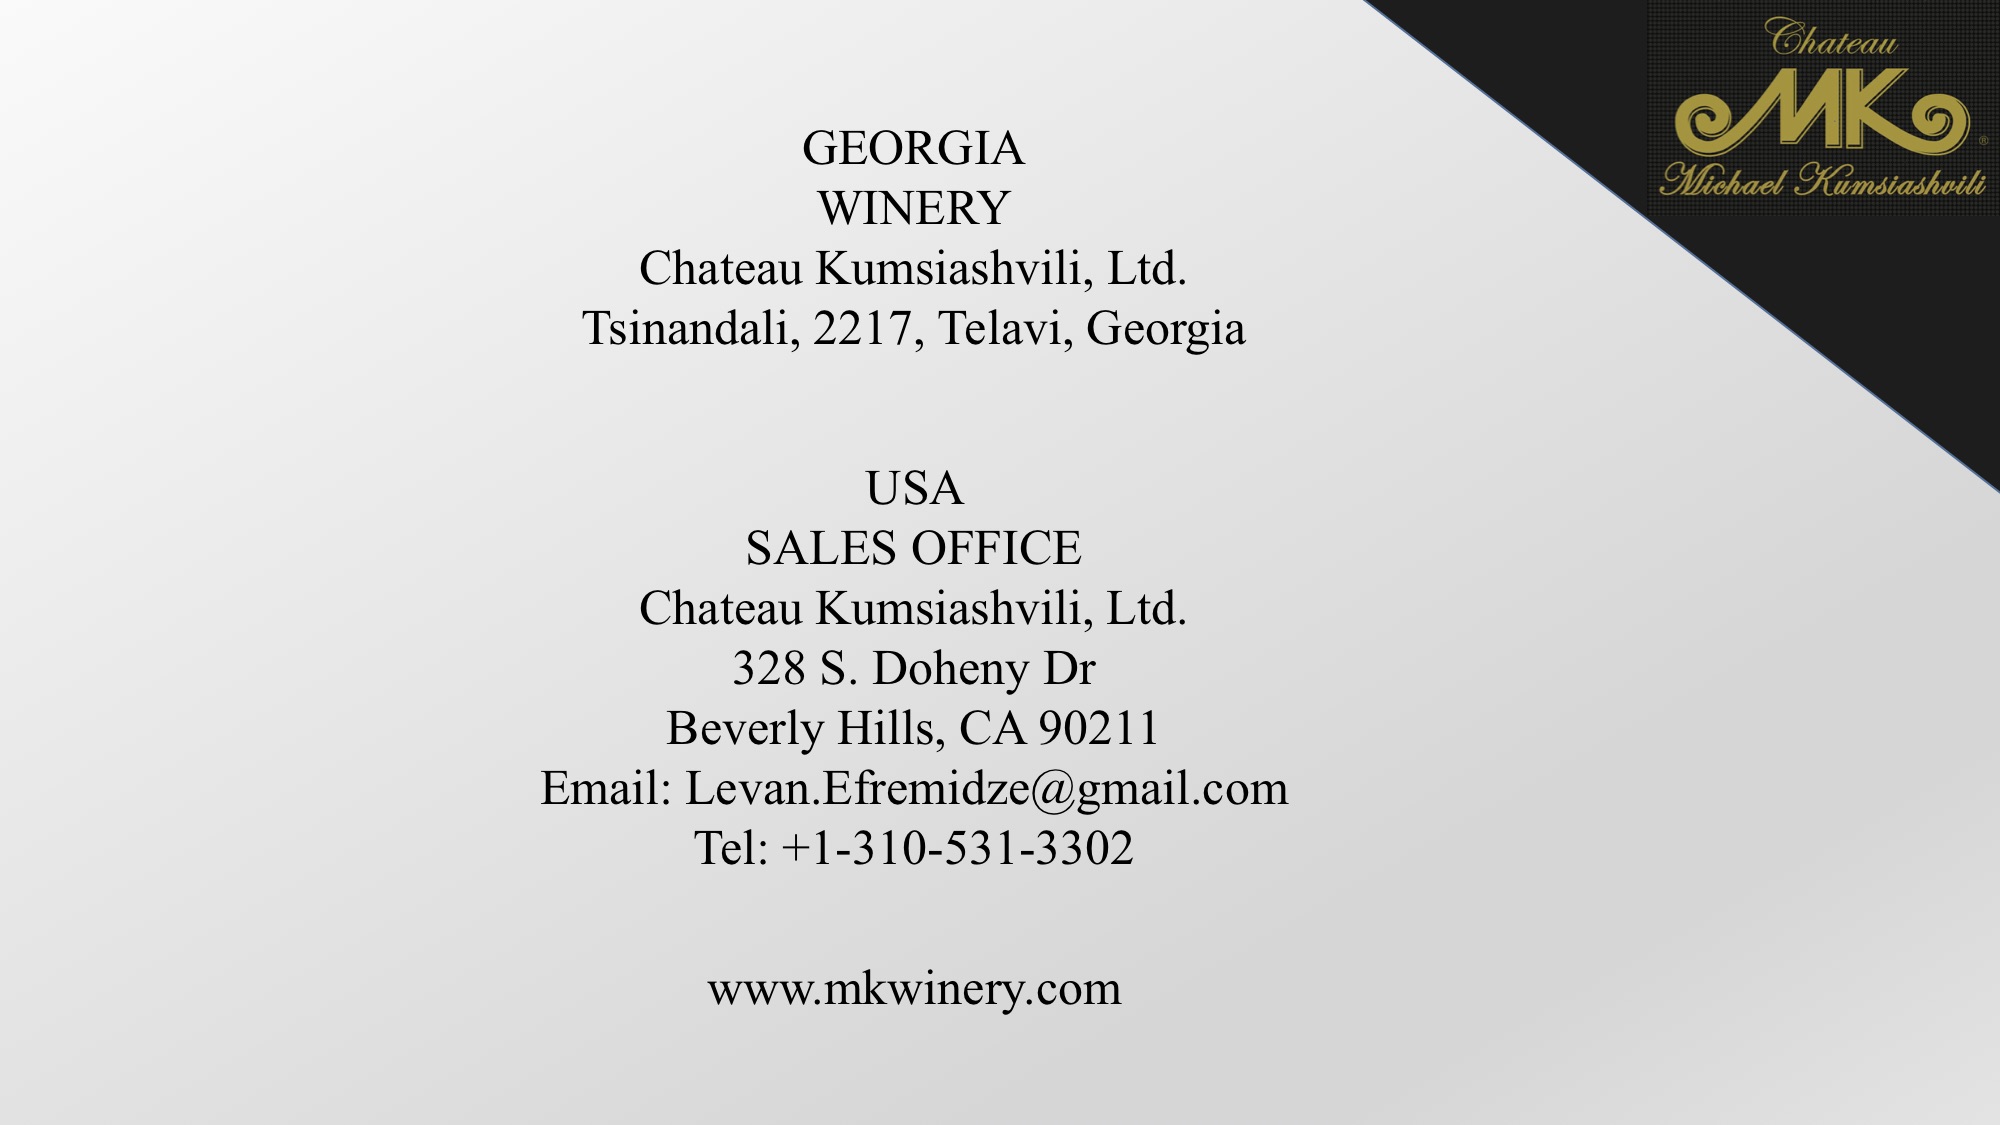 Chateau
MK
®
Michael Kumsiashvili
GEORGIA
WINERY
Chateau Kumsiashvili, Ltd.
Tsinandali, 2217, Telavi, Georgia
USA
SALES OFFICE
Chateau Kumsiashvili, Ltd.
328 S. Doheny Dr
Beverly Hills, CA 90211
Email: Levan.Efremidze@gmail.com
Tel: +1-310-531-3302
www.mkwinery.com